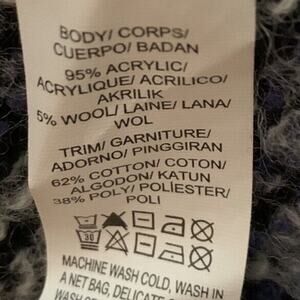 BODY/ CORPS/
CUERPO/ BADAN
95% ACRYLIC/
ACRYLIQUE/ ACRILICO/
AKRILIK
5% WOOL/ LAINE/ LANA/
WOL
TRIM/ GARNITURE/
ADORNO/ PINGGIRAN
62% COTTON/ COTON/
ALGODON/ KATUN
38% POLY/ POLIESTER/
POLI
30
MACHINE WASH COLD, WASH IN
A NET BAG, DELICATE